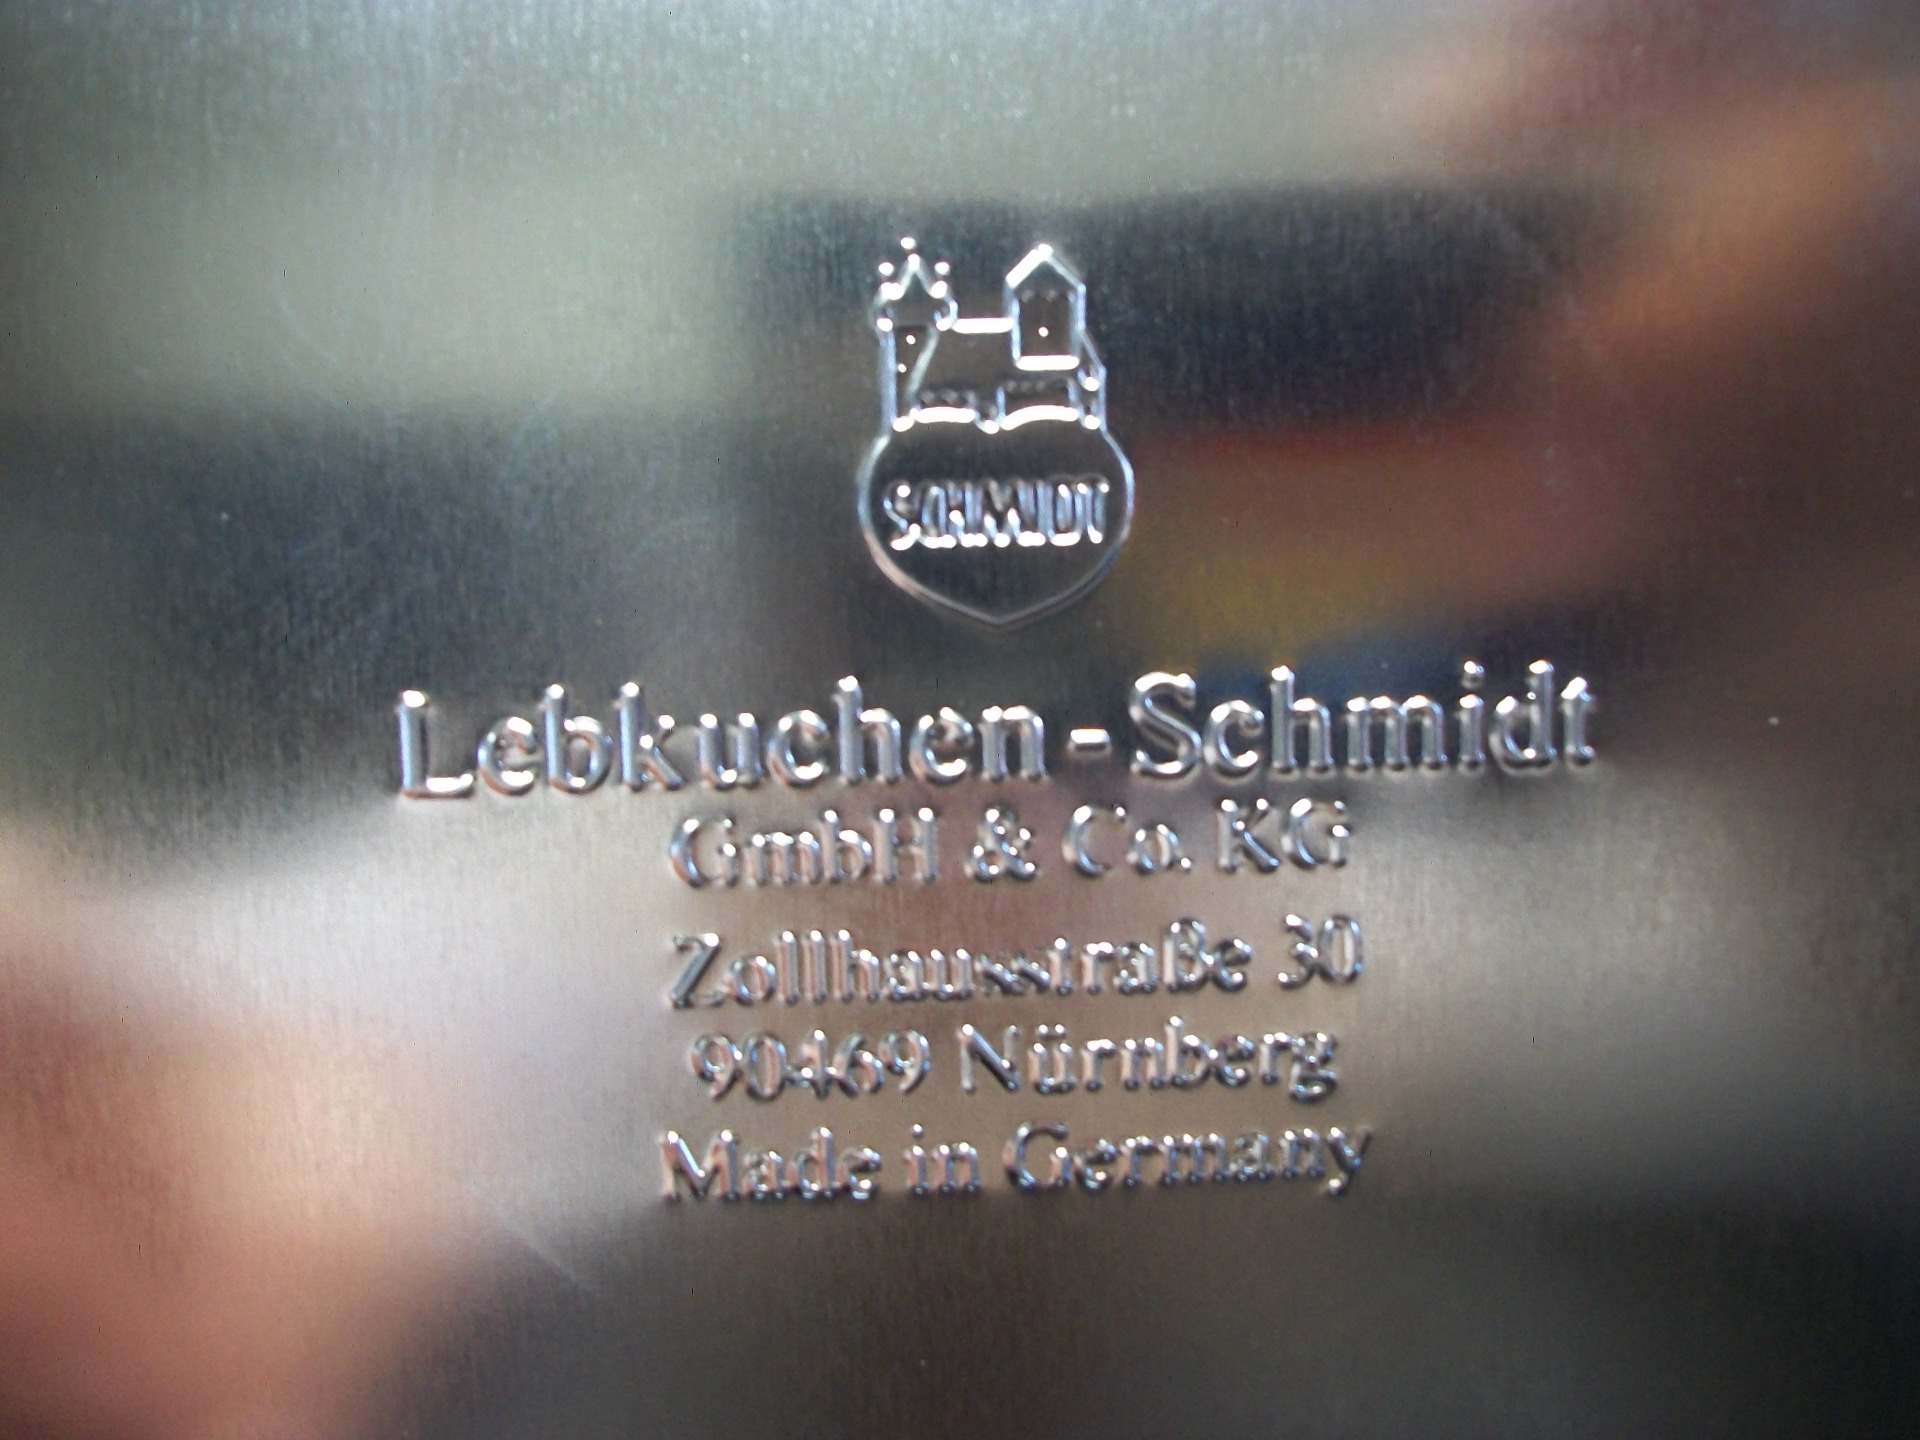 SCHMIDT
Lebkuchen-Schmidt
GmbH & Co. KG
Zollhausstraße 30
90469 Nürnberg
Made in Germany